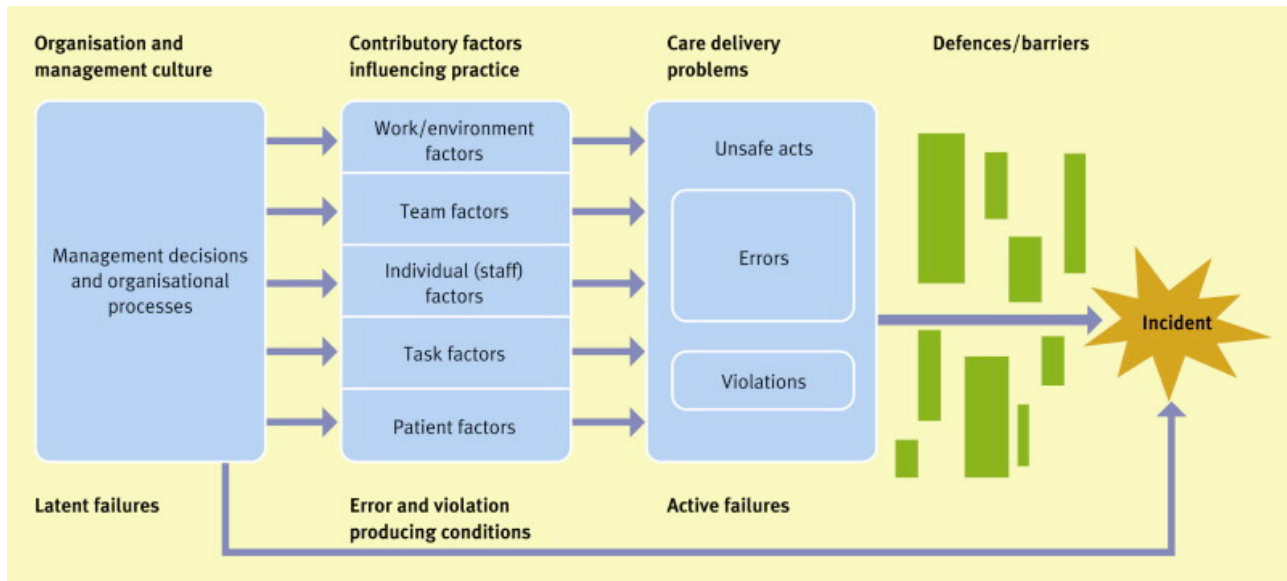 Organisation and
management culture
Contributory factors
influencing practice
Care delivery
problems
Defences/barriers
Management decisions
and organisational
processes
Work/environment
factors
Team factors
Individual (staff)
factors
Task factors
Patient factors
Unsafe acts
Errors
Violations
Incident
Latent failures
Error and violation
producing conditions
Active failures